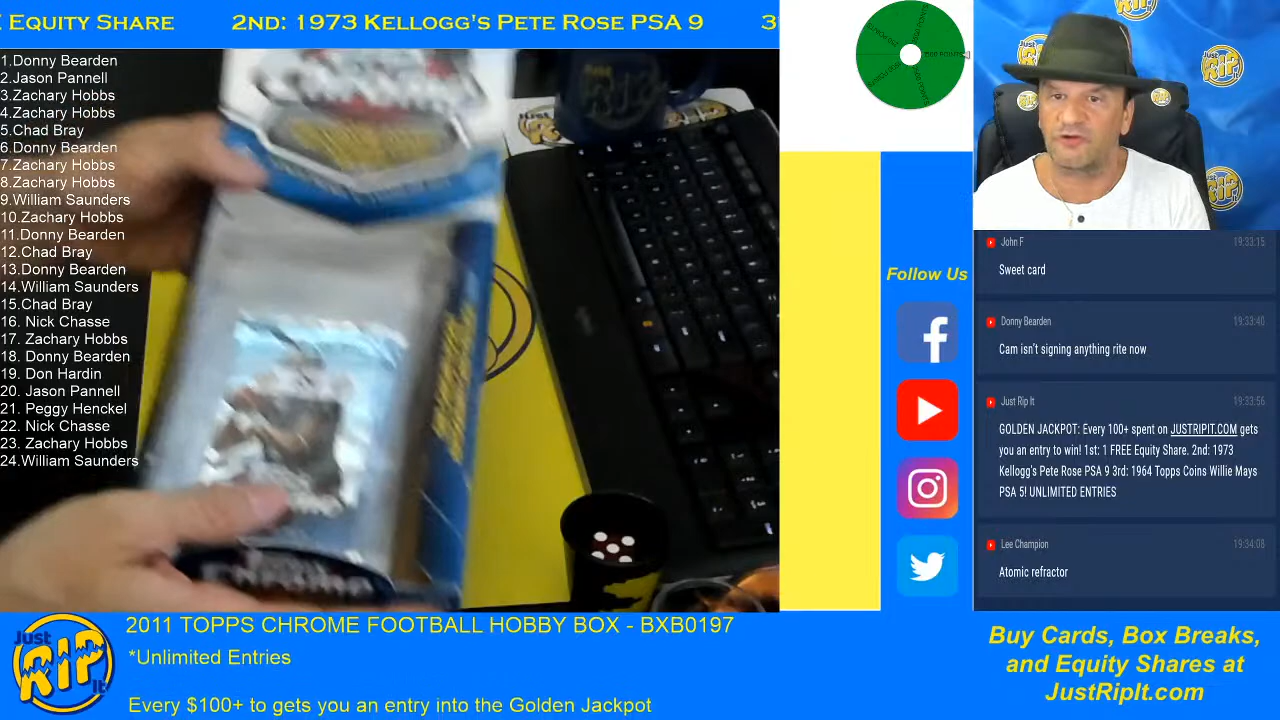 E EQUITY SHARE 2ND: 1973 KELLOGG'S PETE ROSE PSA 9 3
1.Donny Bearden
2.Jason Pannell
3.Zachary Hobbs
4.Zachary Hobbs
5.Chad Bray
6.Donny Bearden
7.Zachary Hobbs
8.Zachary Hobbs
9.William Saunders
10.Zachary Hobbs
11.Donny Bearden
12.Chad Bray
13.Donny Bearden
14.William Saunders
15.Chad Bray
16. Nick Chasse
17. Zachary Hobbs
18. Donny Bearden
19. Don Hardin
20. Jason Pannell
21. Peggy Henckel
22. Nick Chasse
23. Zachary Hobbs
24.William Saunders
Follow Us
John F 19:33:15
Sweet card
Donny Bearden 19:33:40
Cam isn't signing anything rite now
Just Rip It 19:33:56
GOLDEN JACKPOT: Every 100+ spent on JUSTRIPIT.COM gets
you an entry to win! 1st: 1 FREE Equity Share. 2nd: 1973
Kellogg's Pete Rose PSA 9 3rd: 1964 Topps Coins Willie Mays
PSA 5! UNLIMITED ENTRIES
Lee Champion 19:34:08
Atomic refractor
Just
RIP
It
2011 TOPPS CHROME FOOTBALL HOBBY BOX - BXB0197
*Unlimited Entries
Every $100+ to gets you an entry into the Golden Jackpot
Buy Cards, Box Breaks,
and Equity Shares at
JustRipIt.com